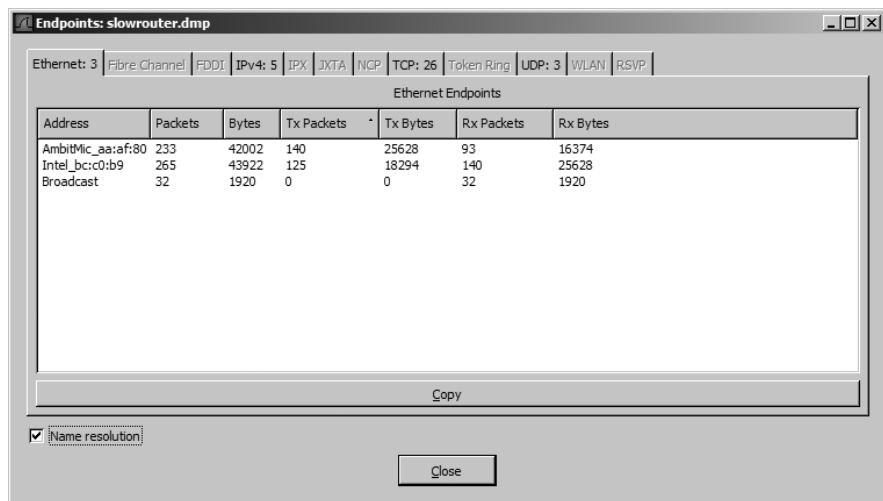 Endpoints: slowrouter.dmp
Ethernet: 3 Fibre Channel FDDI IPv4: 5 IPX JXTA NCP TCP: 26 Token Ring UDP: 3 WLAN RSVP
Ethernet Endpoints
Address Packets Bytes Tx Packets Tx Bytes Rx Packets Rx Bytes
AmbitMic_aa:af:80 233 42002 140 25628 93 16374
Intel_bc:c0:b9 265 43922 125 18294 140 25628
Broadcast 32 1920 0 0 32 1920
Copy
Name resolution
Close